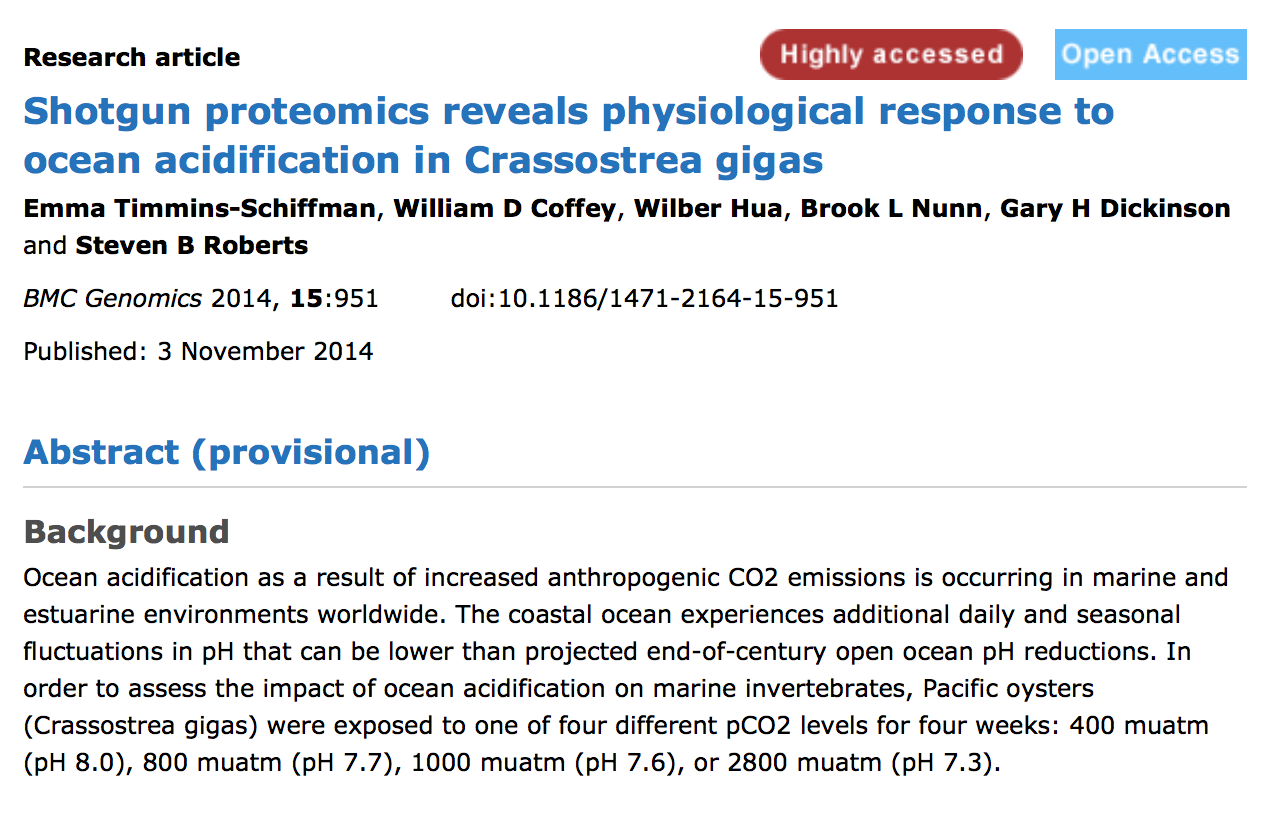 Research article
Highly accessed
Open Access
Shotgun proteomics reveals physiological response to
ocean acidification in Crassostrea gigas
Emma Timmins-Schiffman, William D Coffey, Wilber Hua, Brook L Nunn, Gary H Dickinson
and Steven B Roberts
BMC Genomics 2014, 15:951 doi:10.1186/1471-2164-15-951
Published: 3 November 2014
Abstract (provisional)
Background
Ocean acidification as a result of increased anthropogenic CO2 emissions is occurring in marine and
estuarine environments worldwide. The coastal ocean experiences additional daily and seasonal
fluctuations in pH that can be lower than projected end-of-century open ocean pH reductions. In
order to assess the impact of ocean acidification on marine invertebrates, Pacific oysters
(Crassostrea gigas) were exposed to one of four different pCO2 levels for four weeks: 400 muatm
(pH 8.0), 800 muatm (pH 7.7), 1000 muatm (pH 7.6), or 2800 muatm (pH 7.3).